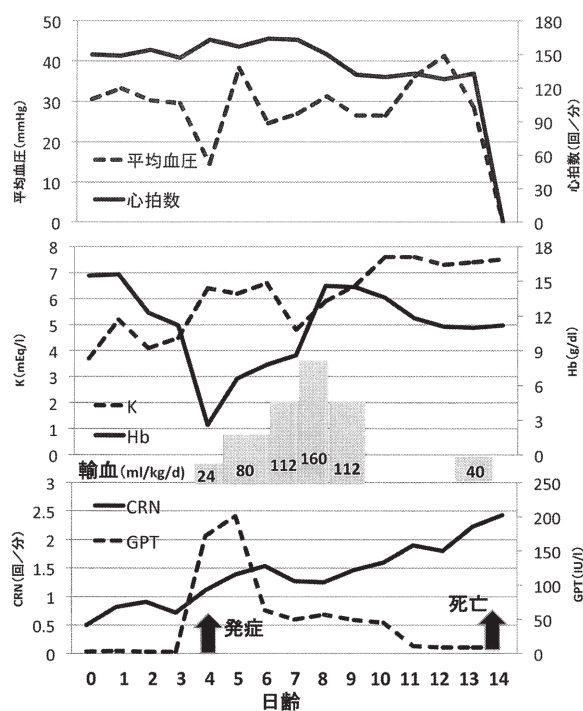 50 180
40 150
30 120
90
20 60
10 30
0 0
平均血圧(mmHg)
心拍数(回/分)
平均血圧
心拍数
8 18
7 15
6
5 12
4 9
3 6
2
1 3
0 0
K(mEq/l)
Hb(g/dl)
K
Hb
輸血(ml/kg/d) 24 80 112 160 112 40
3 250
2.5 200
2 150
1.5
1 100
0.5 50
0 0
CRN(回/分)
GPT(IU/l)
CRN
GPT
発症
死亡
0 1 2 3 4 5 6 7 8 9 10 11 12 13 14
日齢